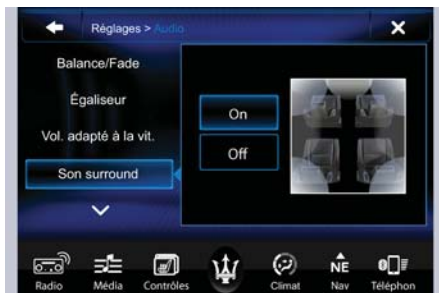 Réglages > Audio
Balance/Fade
Égaliseur
Vol. adapté à la vit.
Son surround
On
Off
NE
Radio
Média
Contrôles
Climat
Nav
Téléphon